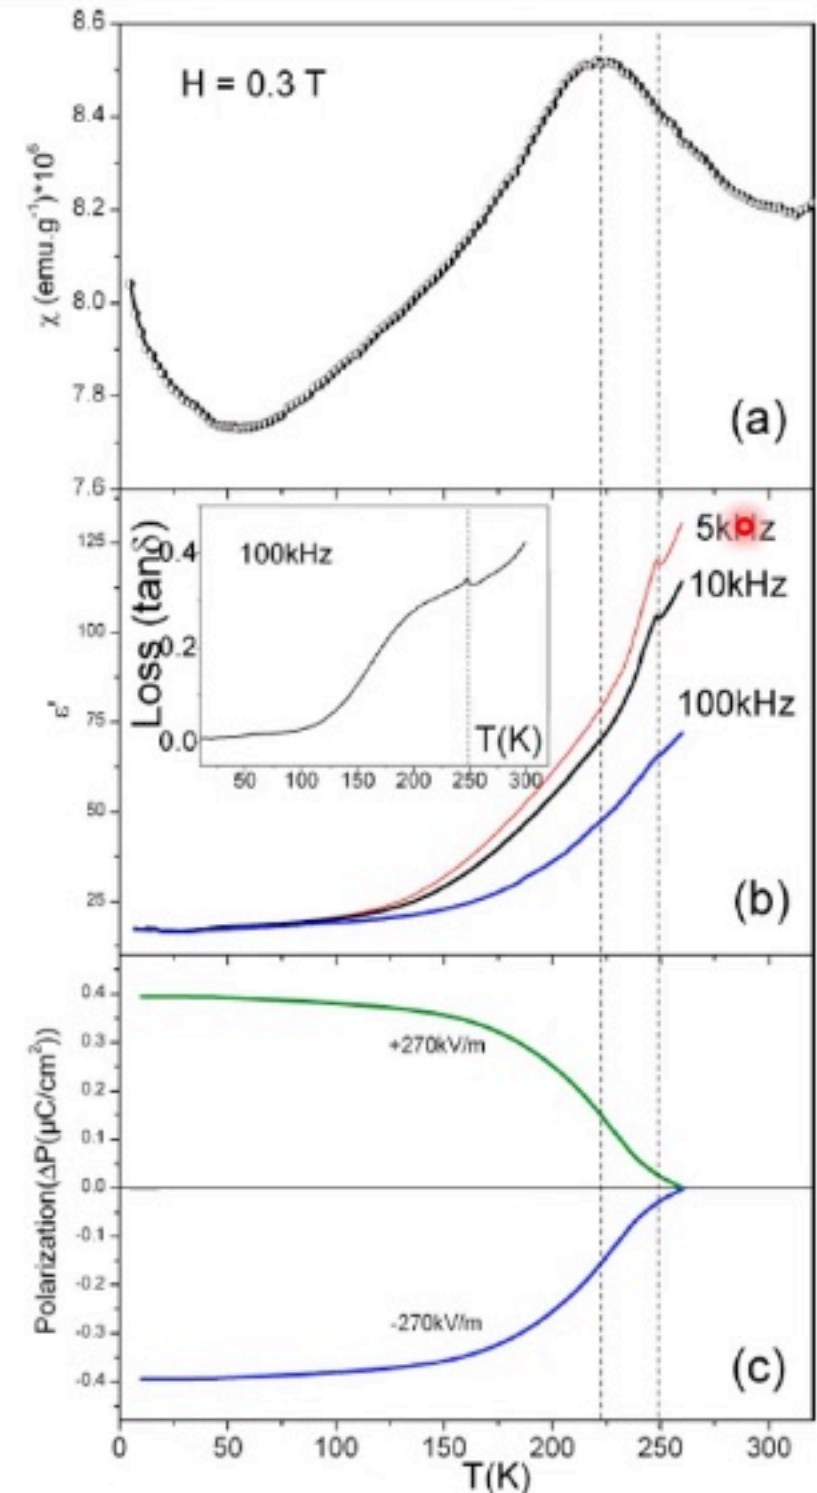 8.6
H = 0.3 T
8.4
8.2
8.0
7.8
7.6
χ (emu.g⁻¹)*10⁶
(a)
125
100
75
50
25
ε'
Loss (tanδ)
0.4
0.2
0.0
100kHz
T(K)
50 100 150 200 250 300
5kHz
10kHz
100kHz
(b)
0.4
0.3
0.2
0.1
0.0
-0.1
-0.2
-0.3
-0.4
Polarization(ΔP(μC/cm²))
+270kV/m
-270kV/m
(c)
0 50 100 150 200 250 300
T(K)